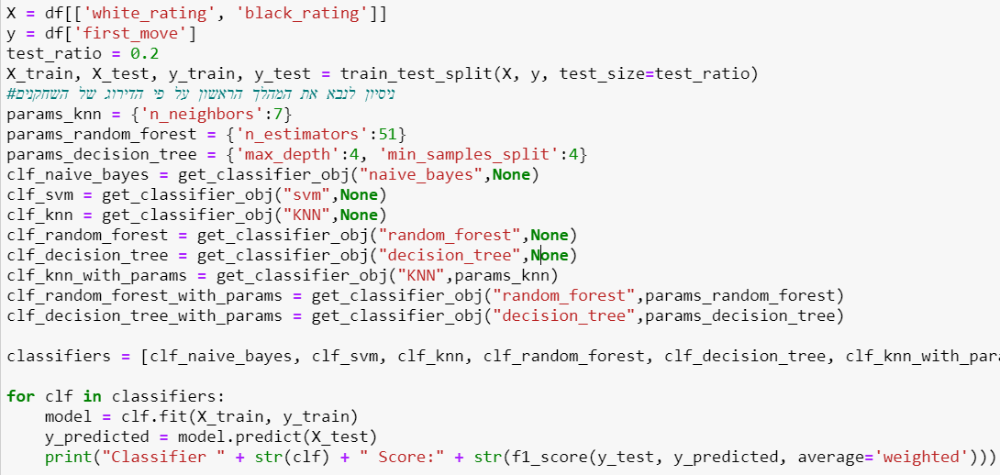 X = df[['white_rating', 'black_rating']]
y = df['first_move']
test_ratio = 0.2
X_train, X_test, y_train, y_test = train_test_split(X, y, test_size=test_ratio)
#ניסיון לנבא את המהלך הראשון על פי הדירוג של השחקנים
params_knn = {'n_neighbors':7}
params_random_forest = {'n_estimators':51}
params_decision_tree = {'max_depth':4, 'min_samples_split':4}
clf_naive_bayes = get_classifier_obj("naive_bayes",None)
clf_svm = get_classifier_obj("svm",None)
clf_knn = get_classifier_obj("KNN",None)
clf_random_forest = get_classifier_obj("random_forest",None)
clf_decision_tree = get_classifier_obj("decision_tree",None)
clf_knn_with_params = get_classifier_obj("KNN",params_knn)
clf_random_forest_with_params = get_classifier_obj("random_forest",params_random_forest)
clf_decision_tree_with_params = get_classifier_obj("decision_tree",params_decision_tree)
classifiers = [clf_naive_bayes, clf_svm, clf_knn, clf_random_forest, clf_decision_tree, clf_knn_with_para
for clf in classifiers:
    model = clf.fit(X_train, y_train)
    y_predicted = model.predict(X_test)
    print("Classifier " + str(clf) + " Score:" + str(f1_score(y_test, y_predicted, average='weighted')))